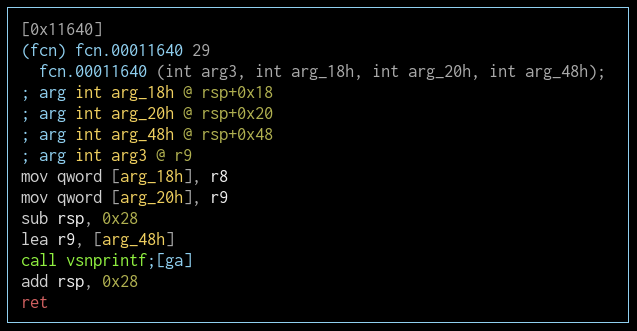 [0x11640]
(fcn) fcn.00011640 29
fcn.00011640 (int arg3, int arg_18h, int arg_20h, int arg_48h);
; arg int arg_18h @ rsp+0x18
; arg int arg_20h @ rsp+0x20
; arg int arg_48h @ rsp+0x48
; arg int arg3 @ r9
mov qword [arg_18h], r8
mov qword [arg_20h], r9
sub rsp, 0x28
lea r9, [arg_48h]
call vsnprintf;[ga]
add rsp, 0x28
ret